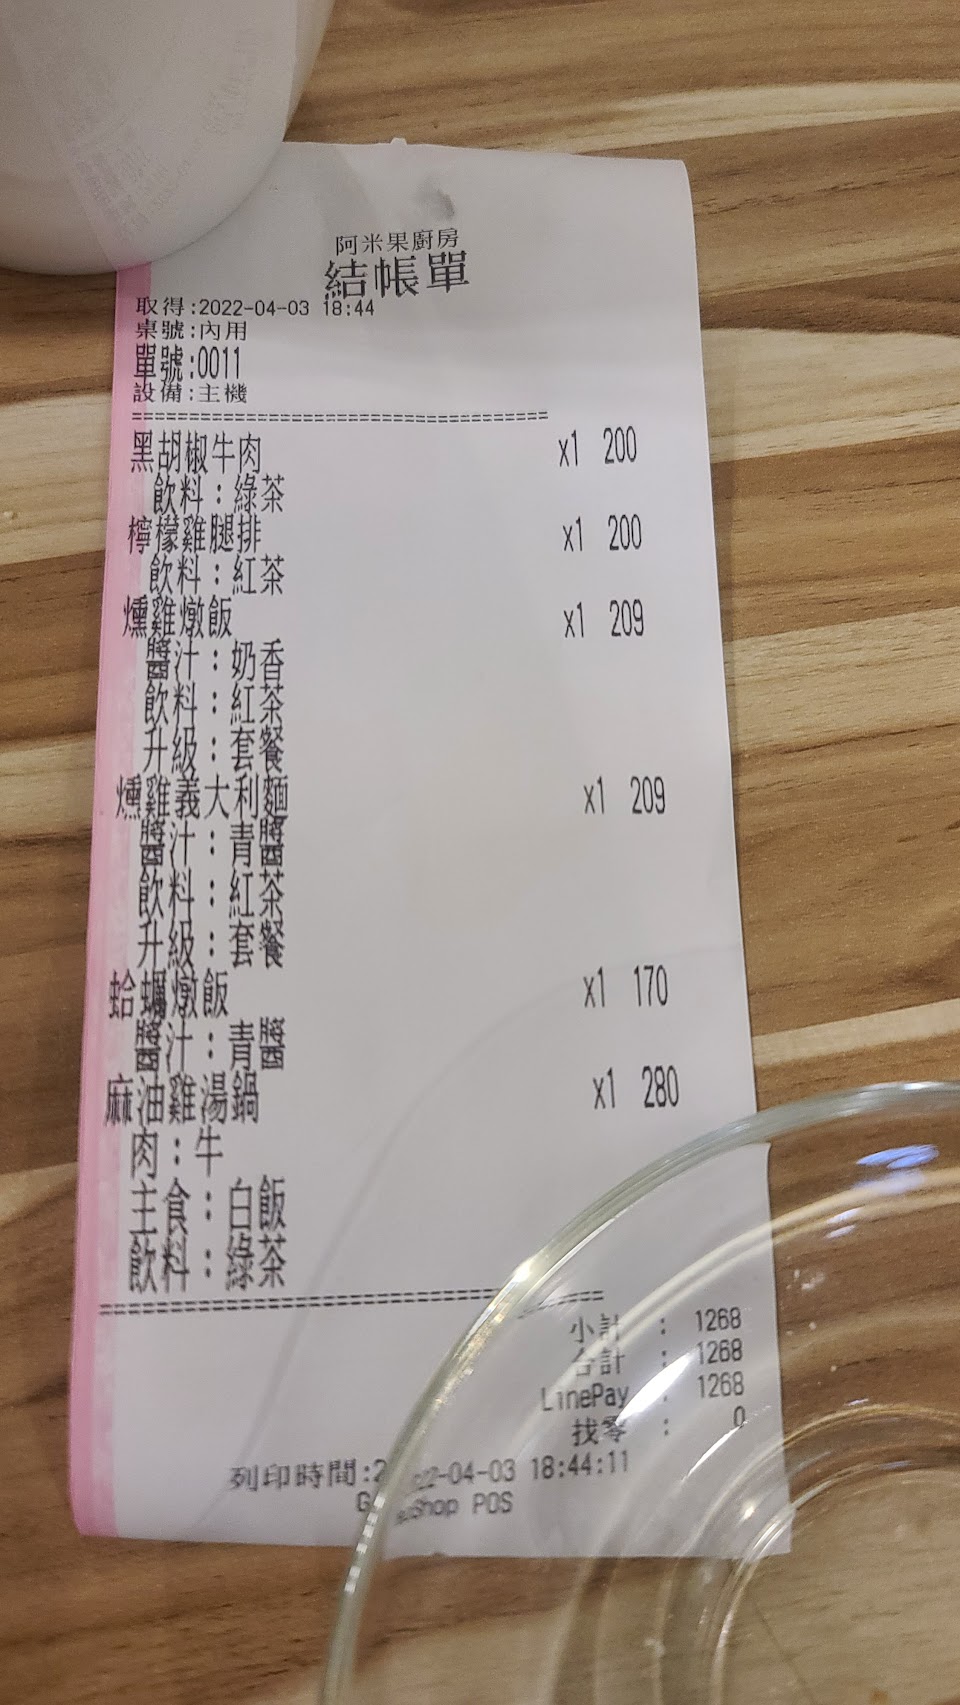 阿米果廚房
結帳單
取得:2022-04-03 18:44
桌號:內用
單號:0011
設備:主機
====================================
黑胡椒牛肉 x1 200
飲料:綠茶
檸檬雞腿排 x1 200
飲料:紅茶
燻雞燉飯 x1 209
醬汁:奶香
飲料:紅茶
升級:套餐
燻雞義大利麵 x1 209
醬汁:青醬
飲料:紅茶
升級:套餐
蛤蠣燉飯 x1 170
醬汁:青醬
麻油雞湯鍋 x1 280
肉:牛
主食:白飯
飲料:綠茶
====================================
小計 : 1268
合計 : 1268
LinePay : 1268
找零 : 0
列印時間:2022-04-03 18:44:11
POS